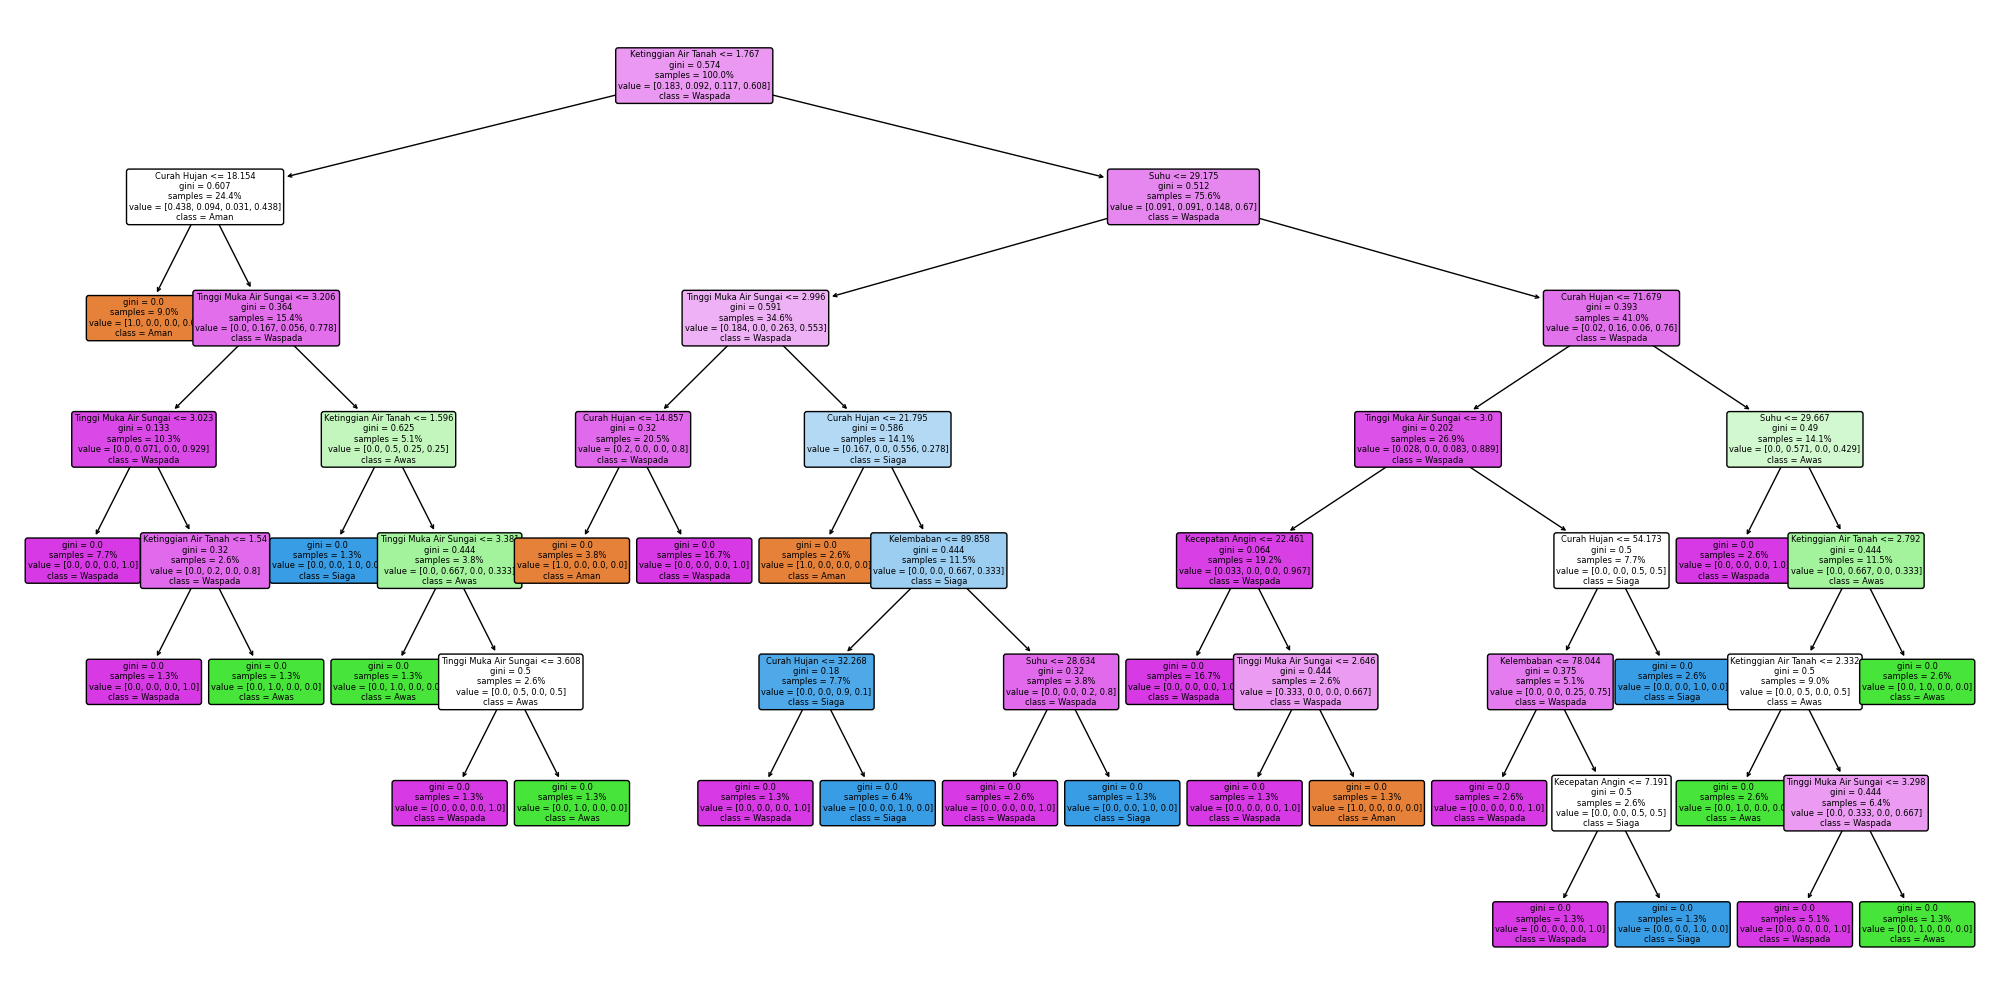 Ketinggian Air Tanah <= 1.767
gini = 0.574
samples = 100.0%
value = [0.183, 0.092, 0.117, 0.608]
class = Waspada
Curah Hujan <= 18.154
gini = 0.607
samples = 24.4%
value = [0.438, 0.094, 0.031, 0.438]
class = Aman
Suhu <= 29.175
gini = 0.512
samples = 75.6%
value = [0.091, 0.091, 0.148, 0.67]
class = Waspada
gini = 0.0
samples = 9.0%
value = [1.0, 0.0, 0.0,
class = Aman
Tinggi Muka Air Sungai <= 3.206
gini = 0.364
samples = 15.4%
value = [0.0, 0.167, 0.056, 0.778]
class = Waspada
Tinggi Muka Air Sungai <= 2.996
gini = 0.591
samples = 34.6%
value = [0.184, 0.0, 0.263, 0.553]
class = Waspada
Curah Hujan <= 71.679
gini = 0.393
samples = 41.0%
value = [0.02, 0.16, 0.06, 0.76]
class = Waspada
Tinggi Muka Air Sungai <= 3.023
gini = 0.133
samples = 10.3%
value = [0.0, 0.071, 0.0, 0.929]
class = Waspada
Ketinggian Air Tanah <= 1.596
gini = 0.625
samples = 5.1%
value = [0.0, 0.5, 0.25, 0.25]
class = Awas
Curah Hujan <= 14.857
gini = 0.32
samples = 20.5%
value = [0.2, 0.0, 0.0, 0.8]
class = Waspada
Curah Hujan <= 21.795
gini = 0.586
samples = 14.1%
value = [0.167, 0.0, 0.556, 0.278]
class = Siaga
Tinggi Muka Air Sungai <= 3.0
gini = 0.202
samples = 26.9%
value = [0.028, 0.0, 0.083, 0.889]
class = Waspada
Suhu <= 29.667
gini = 0.49
samples = 14.1%
value = [0.0, 0.571, 0.0, 0.429]
class = Awas
gini = 0.0
samples = 7.7%
value = [0.0, 0.0, 0.0, 1.0]
class = Waspada
Ketinggian Air Tanah <= 1.54
gini = 0.32
samples = 2.6%
value = [0.0, 0.2, 0.0, 0.8]
class = Waspada
gini = 0.0
samples = 1.3%
value = [0.0, 0.0, 1.0, 0.0
class = Siaga
Tinggi Muka Air Sungai <= 3.381
gini = 0.444
samples = 3.8%
value = [0.0, 0.667, 0.0, 0.333]
class = Awas
gini = 0.0
samples = 3.8%
value = [1.0, 0.0, 0.0, 0.0]
class = Aman
gini = 0.0
samples = 16.7%
value = [0.0, 0.0, 0.0, 1.0]
class = Waspada
gini = 0.0
samples = 2.6%
value = [1.0, 0.0, 0.0, 0.0]
class = Aman
Kelembaban <= 89.858
gini = 0.444
samples = 11.5%
value = [0.0, 0.0, 0.667, 0.333]
class = Siaga
Kecepatan Angin <= 22.461
gini = 0.064
samples = 19.2%
value = [0.033, 0.0, 0.0, 0.967]
class = Waspada
Curah Hujan <= 54.173
gini = 0.5
samples = 7.7%
value = [0.0, 0.0, 0.5, 0.5]
class = Siaga
gini = 0.0
samples = 2.6%
value = [0.0, 0.0, 0.0, 1.0
class = Waspada
Ketinggian Air Tanah <= 2.792
gini = 0.444
samples = 11.5%
value = [0.0, 0.667, 0.0, 0.333]
class = Awas
gini = 0.0
samples = 1.3%
value = [0.0, 0.0, 0.0, 1.0]
class = Waspada
gini = 0.0
samples = 1.3%
value = [0.0, 1.0, 0.0, 0.0]
class = Awas
gini = 0.0
samples = 1.3%
value = [0.0, 1.0, 0.0, 0.0
class = Awas
Tinggi Muka Air Sungai <= 3.608
gini = 0.5
samples = 2.6%
value = [0.0, 0.5, 0.0, 0.5]
class = Awas
Curah Hujan <= 32.268
gini = 0.18
samples = 7.7%
value = [0.0, 0.0, 0.9, 0.1]
class = Siaga
Suhu <= 28.634
gini = 0.32
samples = 3.8%
value = [0.0, 0.0, 0.2, 0.8]
class = Waspada
gini = 0.0
samples = 16.7%
value = [0.0, 0.0, 0.0, 1.0
class = Waspada
Tinggi Muka Air Sungai <= 2.646
gini = 0.444
samples = 2.6%
value = [0.333, 0.0, 0.0, 0.667]
class = Waspada
Kelembaban <= 78.044
gini = 0.375
samples = 5.1%
value = [0.0, 0.0, 0.25, 0.75]
class = Waspada
gini = 0.0
samples = 2.6%
value = [0.0, 0.0, 1.0, 0.0]
class = Siaga
Ketinggian Air Tanah <= 2.332
gini = 0.5
samples = 9.0%
value = [0.0, 0.5, 0.0, 0.5]
class = Awas
gini = 0.0
samples = 2.6%
value = [0.0, 1.0, 0.0, 0.0]
class = Awas
gini = 0.0
samples = 1.3%
value = [0.0, 0.0, 0.0, 1.0]
class = Waspada
gini = 0.0
samples = 1.3%
value = [0.0, 1.0, 0.0, 0.0]
class = Awas
gini = 0.0
samples = 1.3%
value = [0.0, 0.0, 0.0, 1.0]
class = Waspada
gini = 0.0
samples = 6.4%
value = [0.0, 0.0, 1.0, 0.0]
class = Siaga
gini = 0.0
samples = 2.6%
value = [0.0, 0.0, 0.0, 1.0]
class = Waspada
gini = 0.0
samples = 1.3%
value = [0.0, 0.0, 1.0, 0.0]
class = Siaga
gini = 0.0
samples = 1.3%
value = [0.0, 0.0, 0.0, 1.0]
class = Waspada
gini = 0.0
samples = 1.3%
value = [1.0, 0.0, 0.0, 0.0]
class = Aman
gini = 0.0
samples = 2.6%
value = [0.0, 0.0, 0.0, 1.0]
class = Waspada
Kecepatan Angin <= 7.191
gini = 0.5
samples = 2.6%
value = [0.0, 0.0, 0.5, 0.5]
class = Siaga
gini = 0.0
samples = 2.6%
value = [0.0, 1.0, 0.0, 0.0
class = Awas
Tinggi Muka Air Sungai <= 3.298
gini = 0.444
samples = 6.4%
value = [0.0, 0.333, 0.0, 0.667]
class = Waspada
gini = 0.0
samples = 1.3%
value = [0.0, 0.0, 0.0, 1.0]
class = Waspada
gini = 0.0
samples = 1.3%
value = [0.0, 0.0, 1.0, 0.0]
class = Siaga
gini = 0.0
samples = 5.1%
value = [0.0, 0.0, 0.0, 1.0]
class = Waspada
gini = 0.0
samples = 1.3%
value = [0.0, 1.0, 0.0, 0.0]
class = Awas